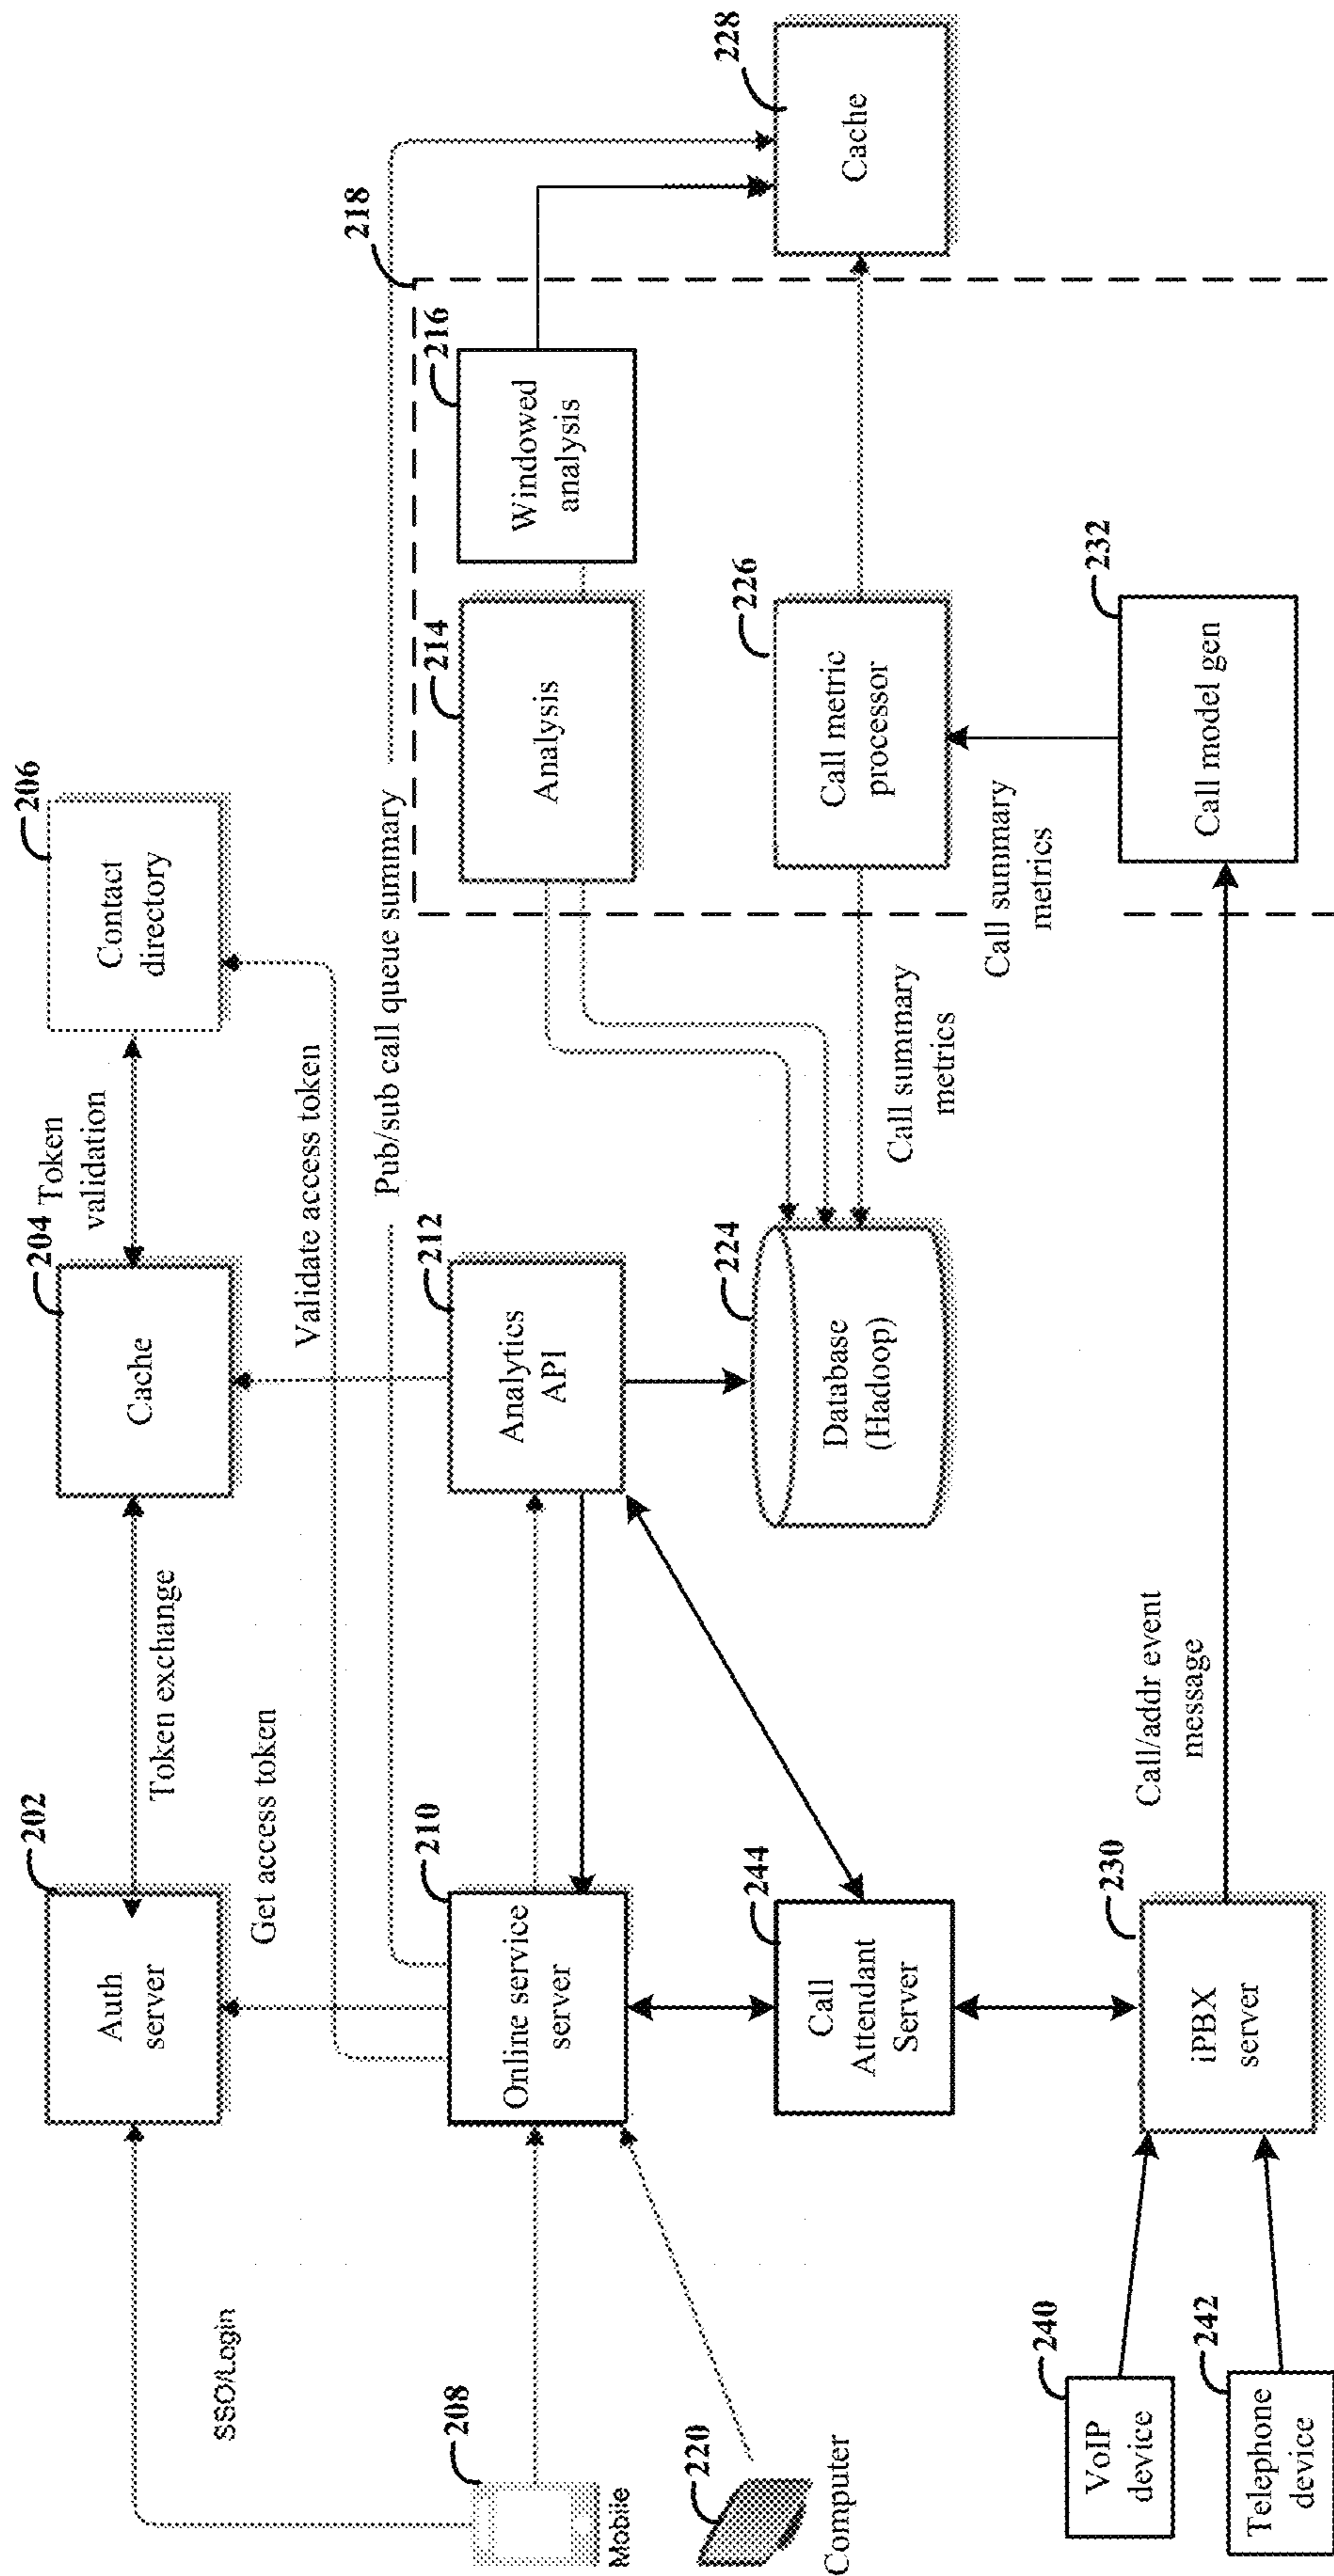 202
Auth
server
Token exchange
204
Cache
Token
validation
206
Contact
directory
SSO/Login
Get access token
Validate access token
Pub/sub call queue summary
218
208
Mobile
210
Online service
server
212
Analytics
API
214
Analysis
216
Windowed
analysis
220
Computer
244
Call
Attendant
Server
224
Database
(Hadoop)
Call summary
metrics
226
Call metric
processor
228
Cache
Call summary
metrics
240
VoIP
device
242
Telephone
device
230
iPBX
server
Call/addr event
message
232
Call model gen